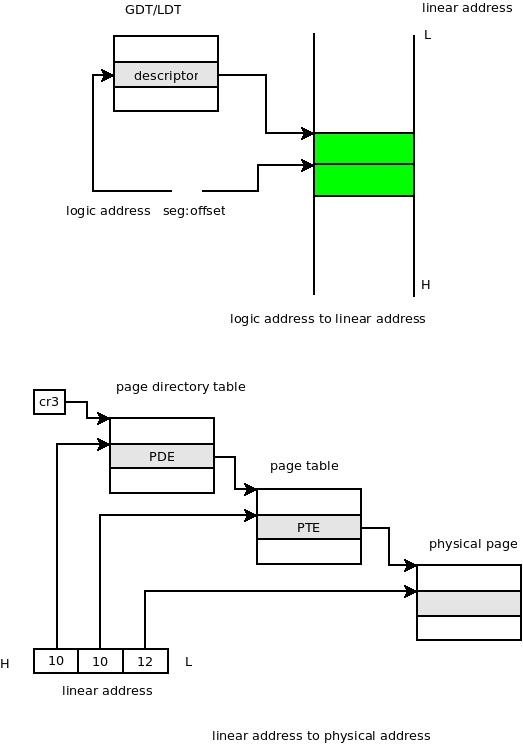 GDT/LDT
linear address
L
descriptor
logic address seg:offset
H
logic address to linear address
page directory table
cr3
PDE
page table
PTE
physical page
H 10 10 12 L
linear address
linear address to physical address